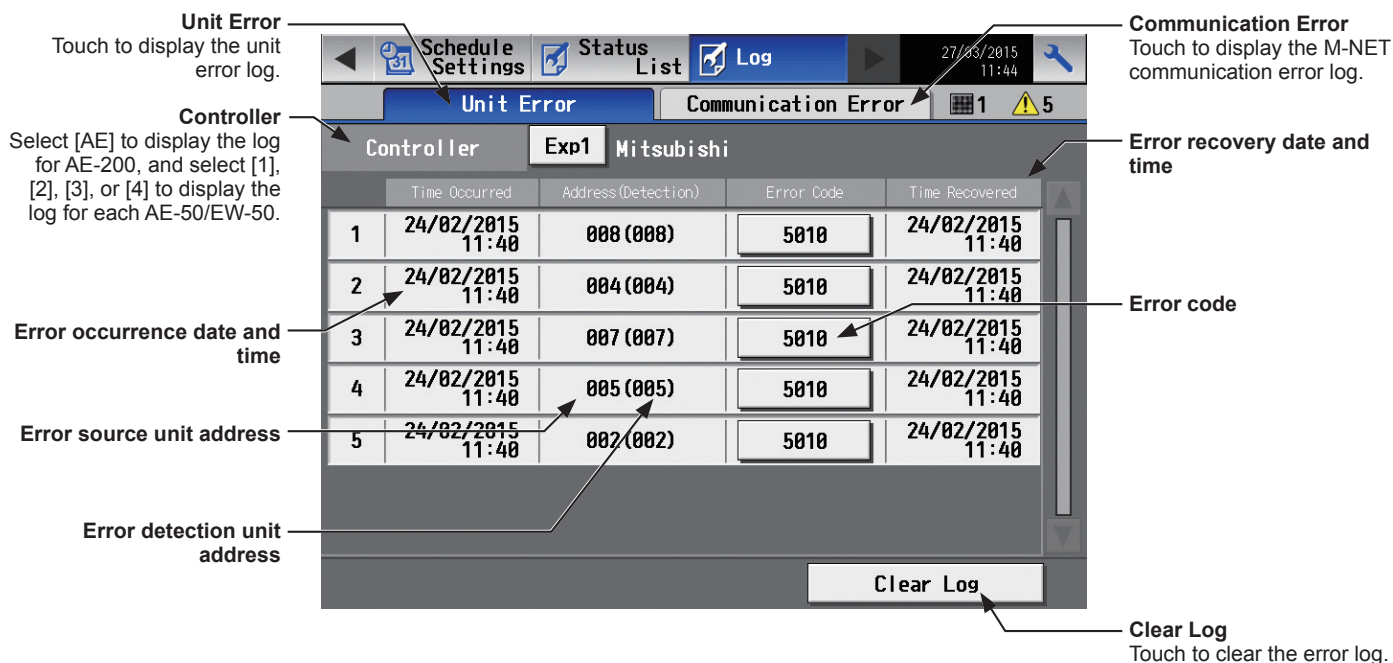 Unit Error
Touch to display the unit
error log.
Controller
Select [AE] to display the log
for AE-200, and select [1],
[2], [3], or [4] to display the
log for each AE-50/EW-50.
Error occurrence date and
time
Error source unit address
Error detection unit
address
Schedule
Settings
Status
List
Log
27/03/2015
11:44
Unit Error
Communication Error
1
5
Controller
Exp1
Mitsubishi
Time Occurred
Address(Detection)
Error Code
Time Recovered
1
24/02/2015
11:40
008(008)
5010
24/02/2015
11:40
2
24/02/2015
11:40
004(004)
5010
24/02/2015
11:40
3
24/02/2015
11:40
007(007)
5010
24/02/2015
11:40
4
24/02/2015
11:40
005(005)
5010
24/02/2015
11:40
5
24/02/2015
11:40
002(002)
5010
24/02/2015
11:40
Clear Log
Communication Error
Touch to display the M-NET
communication error log.
Error recovery date and
time
Error code
Clear Log
Touch to clear the error log.